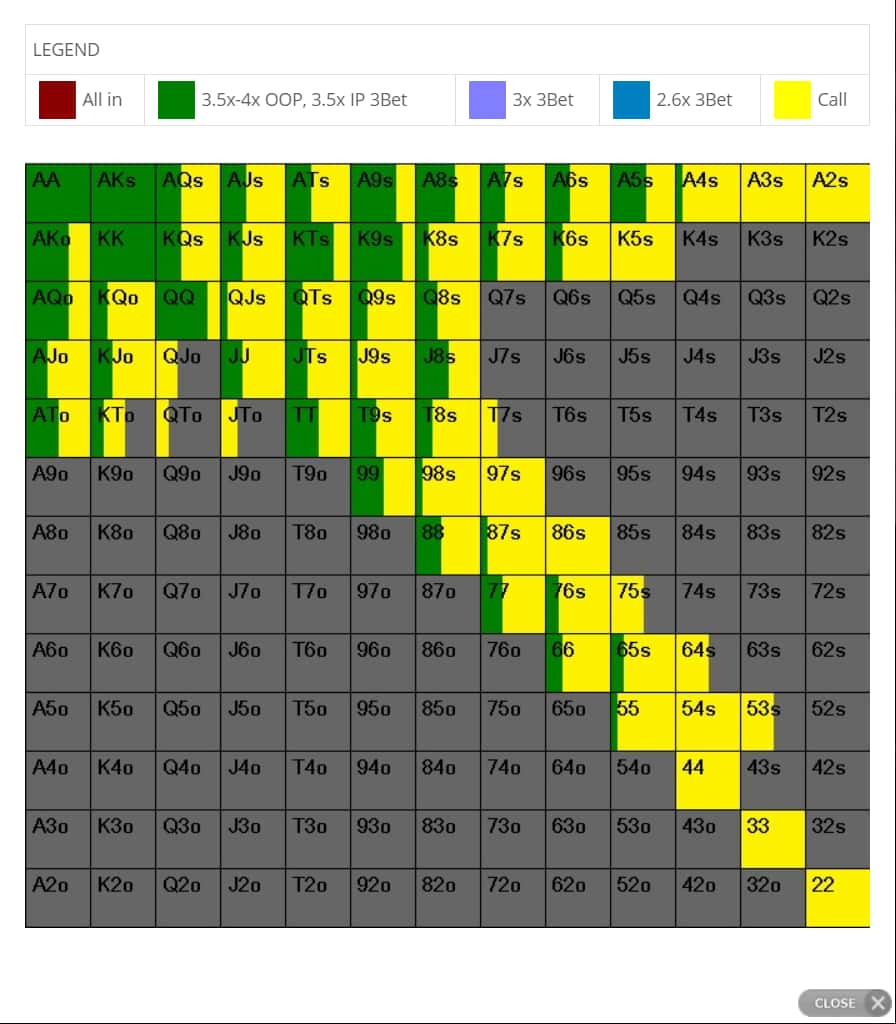 LEGEND
All in 3.5x-4x OOP, 3.5x IP 3Bet 3x 3Bet 2.6x 3Bet Call
AA AKs AQs AJs ATs A9s A8s A7s A6s A5s A4s A3s A2s
AKo KK KQs KJs KTs K9s K8s K7s K6s K5s K4s K3s K2s
AQo KQo QQ QJs QTs Q9s Q8s Q7s Q6s Q5s Q4s Q3s Q2s
AJo KJo QJo JJ JTs J9s J8s J7s J6s J5s J4s J3s J2s
ATo KTo QTo JTo TT T9s T8s T7s T6s T5s T4s T3s T2s
A9o K9o Q9o J9o T9o 99 98s 97s 96s 95s 94s 93s 92s
A8o K8o Q8o J8o T8o 98o 88 87s 86s 85s 84s 83s 82s
A7o K7o Q7o J7o T7o 97o 87o 77 76s 75s 74s 73s 72s
A6o K6o Q6o J6o T6o 96o 86o 76o 66 65s 64s 63s 62s
A5o K5o Q5o J5o T5o 95o 85o 75o 65o 55 54s 53s 52s
A4o K4o Q4o J4o T4o 94o 84o 74o 64o 54o 44 43s 42s
A3o K3o Q3o J3o T3o 93o 83o 73o 63o 53o 43o 33 32s
A2o K2o Q2o J2o T2o 92o 82o 72o 62o 52o 42o 32o 22
CLOSE